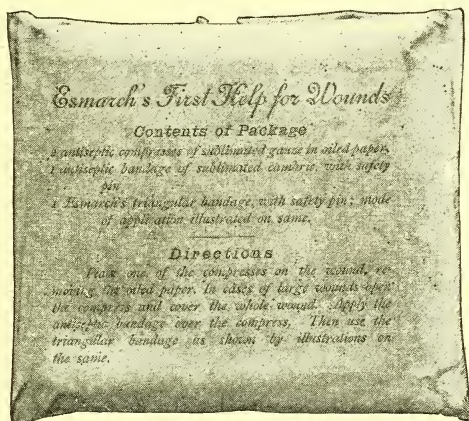 Esmarch's First Help for Wounds
Contents of Package
2 antiseptic compresses of sublimated gauze in oiled paper.
1 antiseptic bandage of sublimated cambric, with safety
pin
1 Esmarch's triangular bandage, with safety pin; mode
of application illustrated on same.
Directions
Place one of the compresses on the wound, re-
moving the oiled paper. In cases of large wounds open
the compress and cover the whole wound. Apply the
antiseptic bandage over the compress. Then use the
triangular bandage as shown by illustrations on
the same.